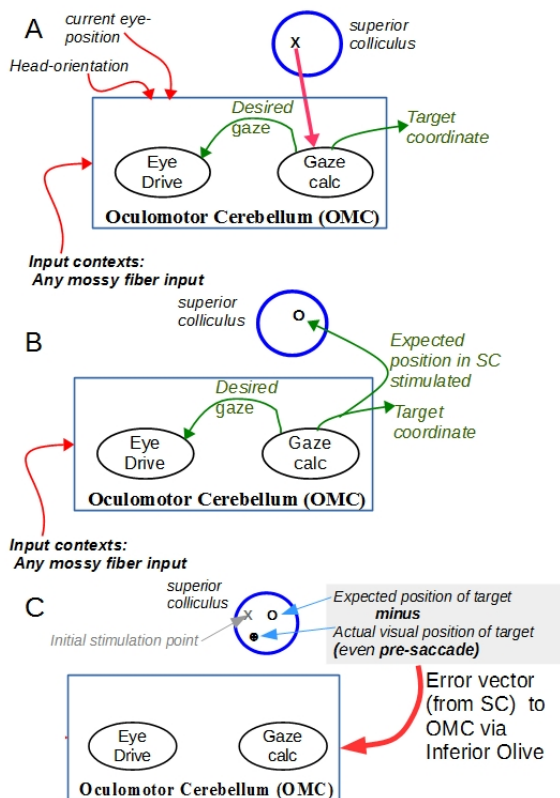 A
current eye-
position
Head-orientation
superior
colliculus
X
Desired
gaze
Target
coordinate
Eye
Drive
Gaze
calc
Oculomotor Cerebellum (OMC)
Input contexts:
Any mossy fiber input
B
superior
colliculus
O
Expected
position in SC
stimulated
Desired
gaze
Target
coordinate
Eye
Drive
Gaze
calc
Oculomotor Cerebellum (OMC)
Input contexts:
Any mossy fiber input
C
superior
colliculus
X
O
Initial stimulation point
Expected position of target
minus
Actual visual position of target
(even pre-saccade)
Error vector
(from SC) to
OMC via
Inferior Olive
Eye
Drive
Gaze
calc
Oculomotor Cerebellum (OMC)